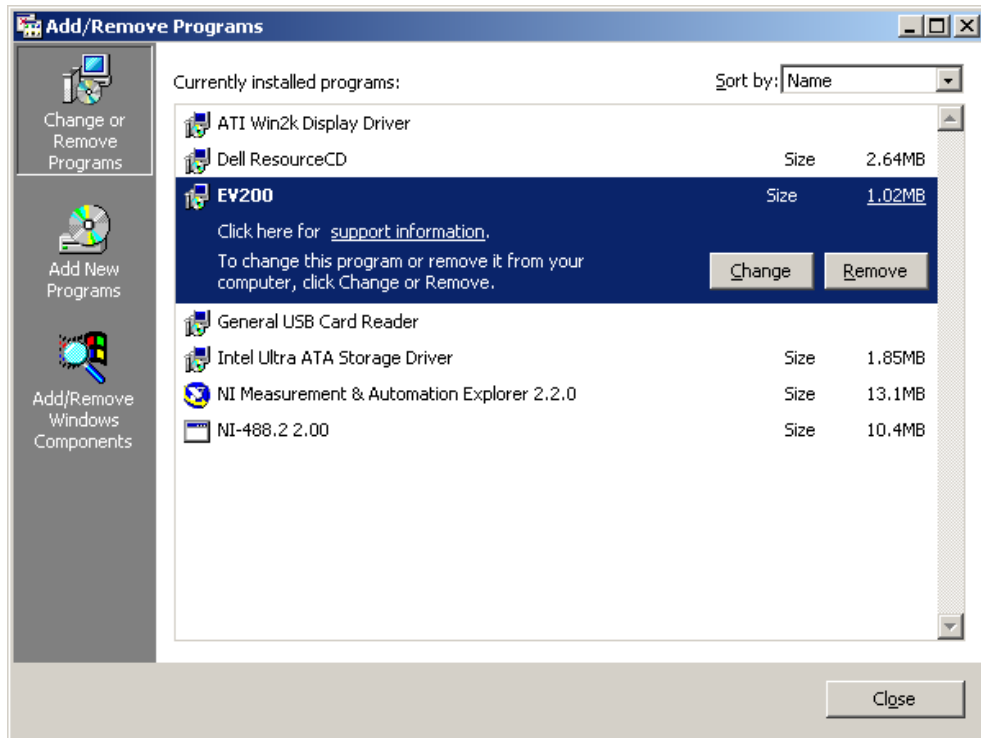 Add/Remove Programs
Change or
Remove
Programs
Add New
Programs
Add/Remove
Windows
Components
Currently installed programs:
Sort by: Name
ATI Win2k Display Driver
Dell ResourceCD Size 2.64MB
EV200 Size 1.02MB
Click here for support information.
To change this program or remove it from your
computer, click Change or Remove.
Change Remove
General USB Card Reader
Intel Ultra ATA Storage Driver Size 1.85MB
NI Measurement & Automation Explorer 2.2.0 Size 13.1MB
NI-488.2 2.00 Size 10.4MB
Close